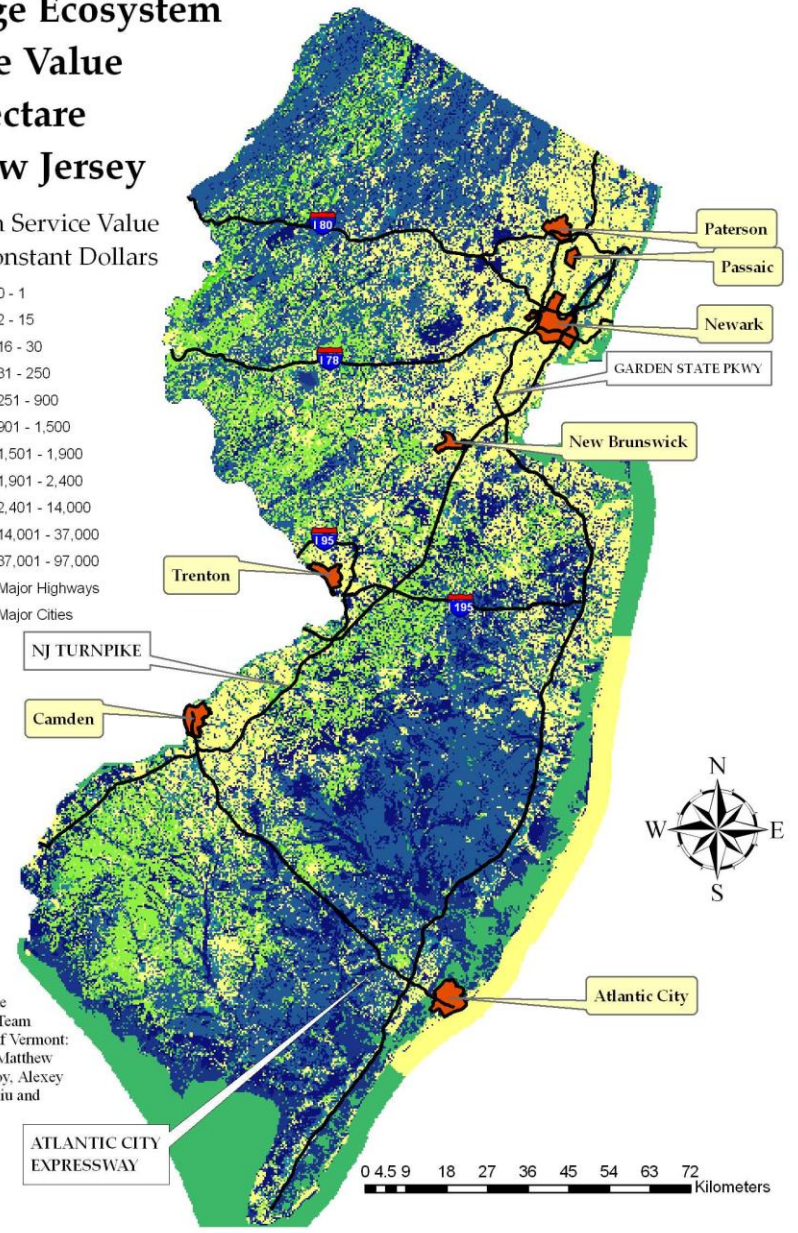 ge Ecosystem
e Value
ectare
w Jersey
n Service Value
onstant Dollars
0 - 1
2 - 15
16 - 30
31 - 250
251 - 900
901 - 1,500
1,501 - 1,900
1,901 - 2,400
2,401 - 14,000
14,001 - 37,000
37,001 - 97,000
Major Highways
Major Cities
I 80
Paterson
Passaic
Newark
I 78
GARDEN STATE PKWY
New Brunswick
I 95
Trenton
195
NJ TURNPIKE
Camden
N
W
E
S
Atlantic City
e
Team
f Vermont:
Matthew
oy, Alexey
iu and
ATLANTIC CITY
EXPRESSWAY
0 4.5 9 18 27 36 45 54 63 72
Kilometers